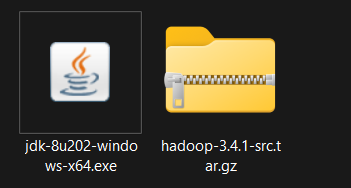 jdk-8u202-windo
ws-x64.exe
hadoop-3.4.1-src.t
ar.gz